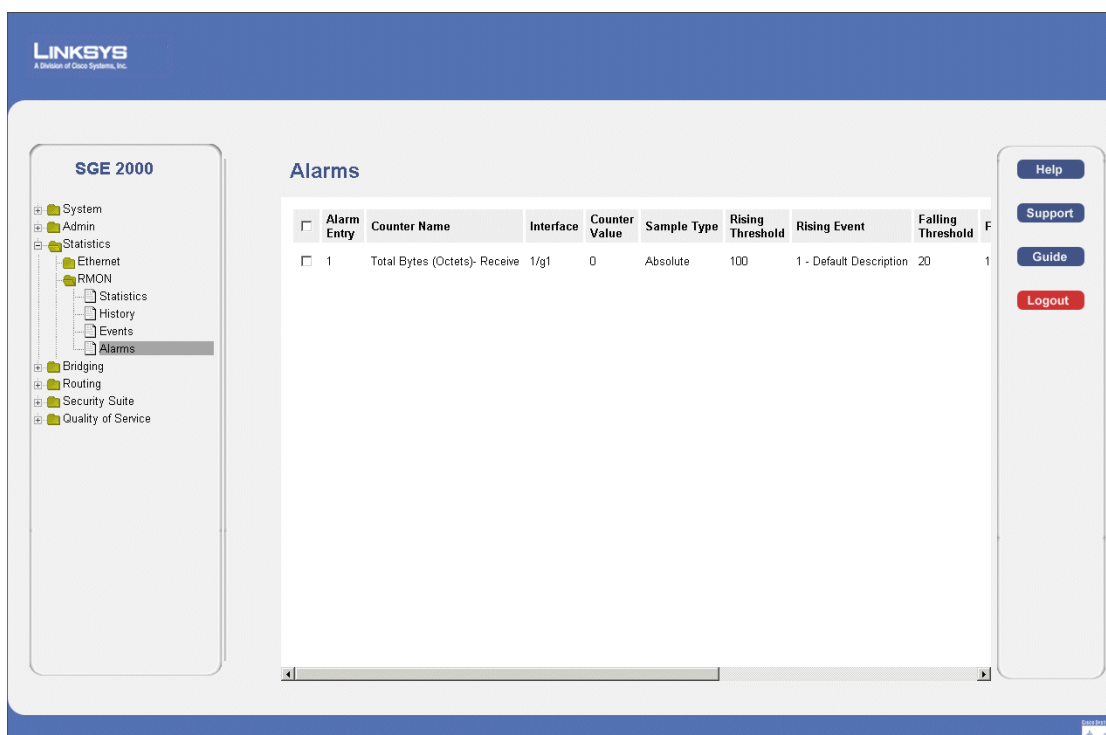 LINKSYS
A Division of Cisco Systems, Inc.
SGE 2000
System
Admin
Statistics
Ethernet
RMON
Statistics
History
Events
Alarms
Bridging
Routing
Security Suite
Quality of Service
Alarms
Alarm Entry Counter Name Interface Counter Value Sample Type Rising Threshold Rising Event Falling Threshold F
1 Total Bytes (Octets)- Receive 1/g1 0 Absolute 100 1 - Default Description 20 1
Help
Support
Guide
Logout